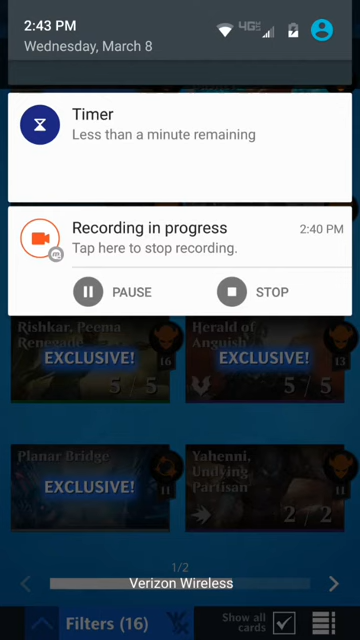 2:43 PM
4G
Wednesday, March 8
Timer
Less than a minute remaining
Recording in progress
2:40 PM
Tap here to stop recording.
PAUSE
STOP
Rishkar, Peema
Renegade
EXCLUSIVE!
16
5 / 5
Herald of
Anguish
EXCLUSIVE!
13
5 / 5
Planar Bridge
EXCLUSIVE!
11
Yahenni,
Undying
Partisan
11
2 / 2
1/2
Verizon Wireless
Filters (16)
Show all
cards